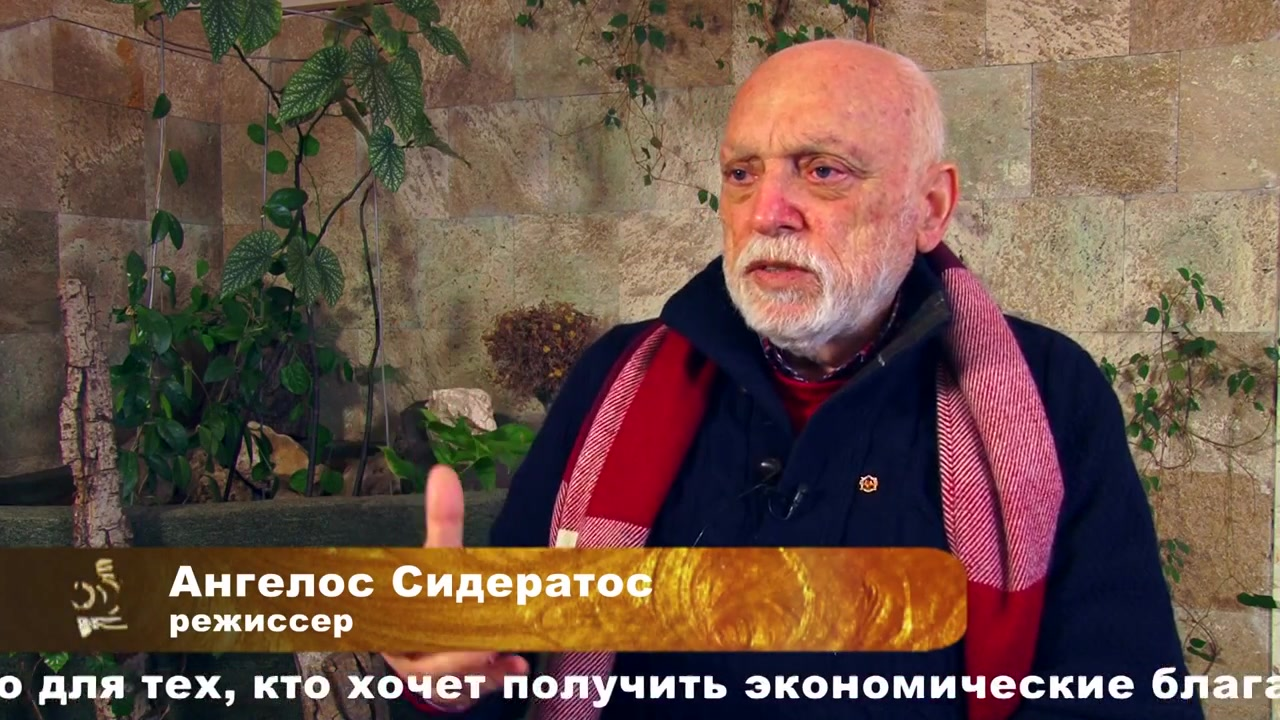 Ангелос Сидератос
режиссер
о для тех, кто хочет получить экономические блага